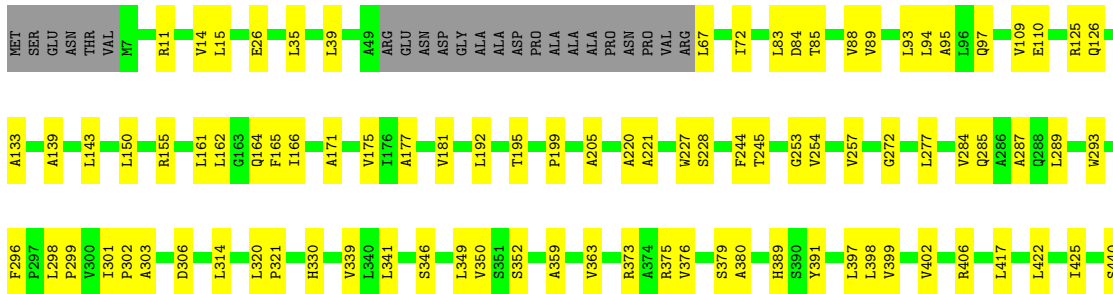 MET SER GLU ASN THR VAL M7 R11 V14 L15 E26 L35 L39 A49 ARG GLU ASN ASP GLY ALA ALA ASP PRO ALA ALA ALA PRO ASN PRO VAL ARG L67 I72 L83 D84 T85 V88 V89 L93 L94 A95 L96 Q97 V109 E110 R125 Q126
A133 A139 L143 L150 R155 L161 L162 G163 Q164 F165 I166 A171 V175 I176 A177 V181 L192 T195 P199 A205 A220 A221 W227 S228 F244 T245 G253 V254 V257 G272 L277 V284 Q285 A286 A287 Q288 L289 W293
F296 P297 L298 P299 V300 I301 P302 A303 D306 L314 L320 P321 H330 V339 L340 L341 S346 L349 V350 S351 S352 A359 V363 R373 A374 R375 V376 S379 A380 H389 S390 Y391 L397 L398 V399 V402 R406 L417 L422 I425 S440